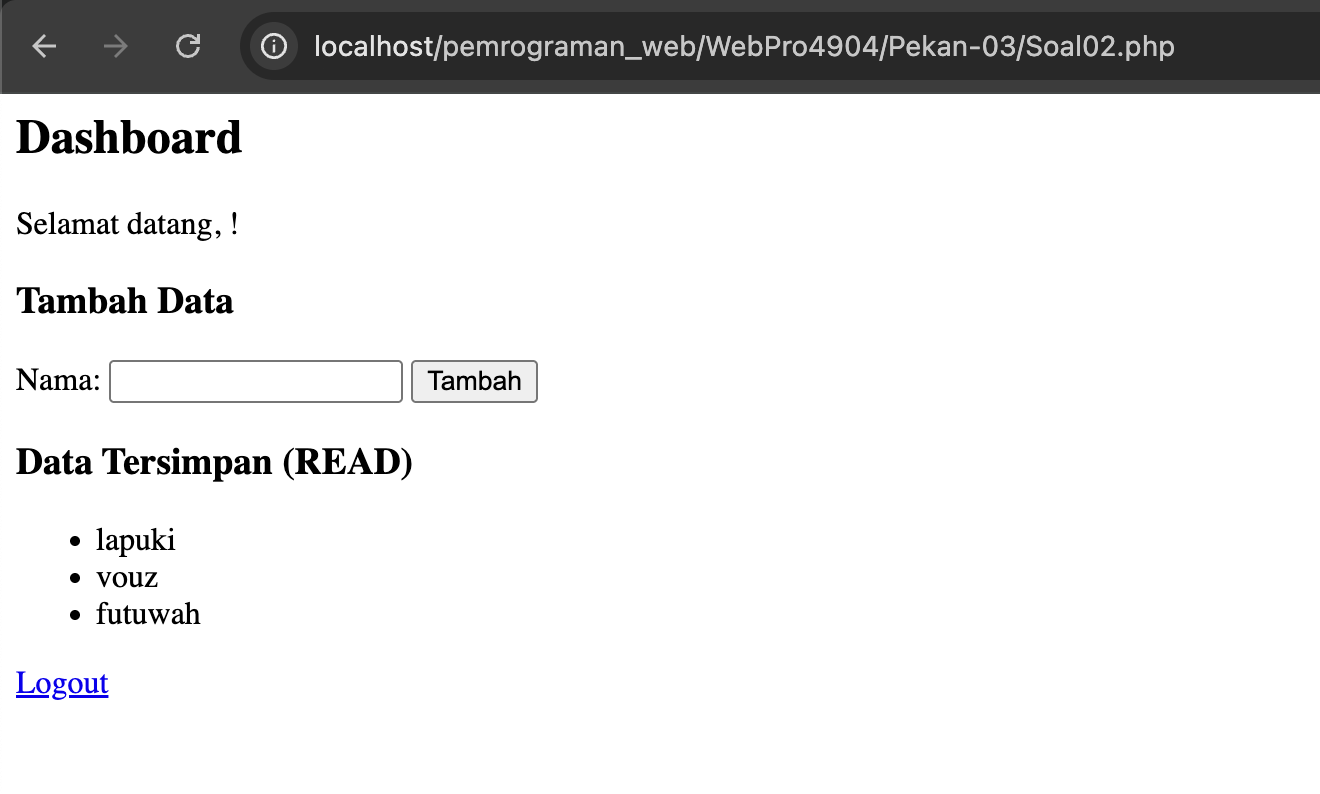 localhost/pemrograman_web/WebPro4904/Pekan-03/Soal02.php
Dashboard
Selamat datang, !
Tambah Data
Nama: Tambah
Data Tersimpan (READ)
• lapuki
• vouz
• futuwah
Logout